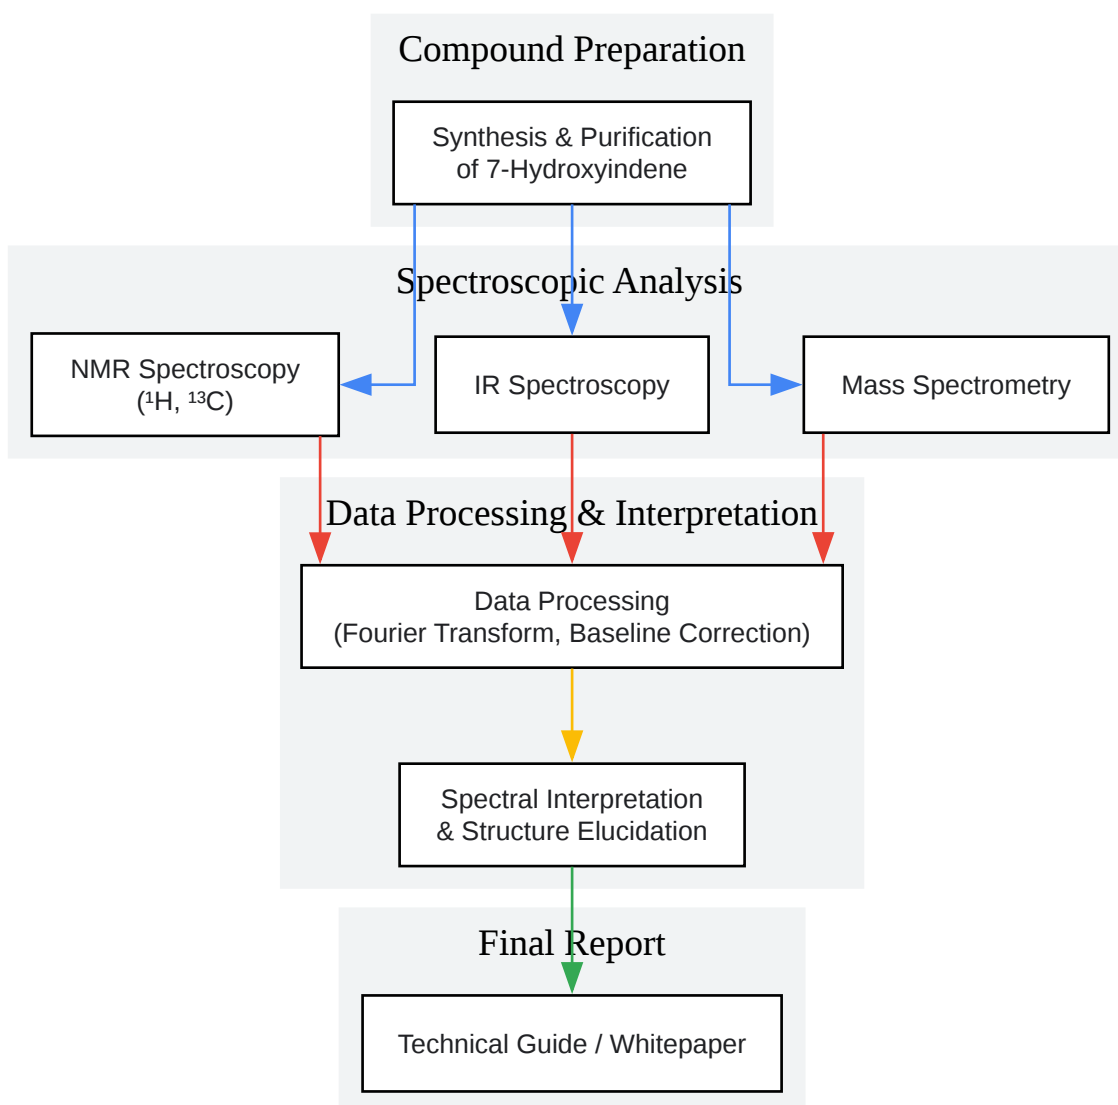 Compound Preparation
Synthesis & Purification
of 7-Hydroxyindene
Spectroscopic Analysis
NMR Spectroscopy
(¹H, ¹³C)
IR Spectroscopy
Mass Spectrometry
Data Processing & Interpretation
Data Processing
(Fourier Transform, Baseline Correction)
Spectral Interpretation
& Structure Elucidation
Final Report
Technical Guide / Whitepaper